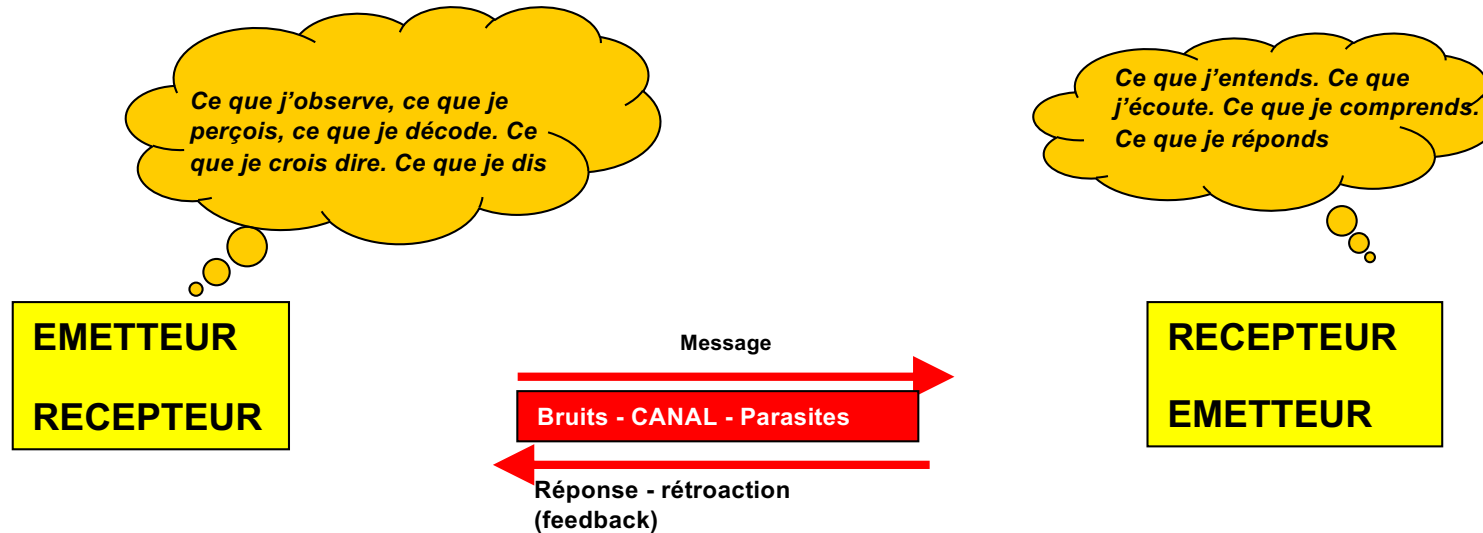 Ce que j’observe, ce que je
perçois, ce que je décode. Ce
que je crois dire. Ce que je dis
Ce que j’entends. Ce que
j’écoute. Ce que je comprends.
Ce que je réponds
EMETTEUR
RECEPTEUR
Message
Bruits - CANAL - Parasites
Réponse - rétroaction
(feedback)
RECEPTEUR
EMETTEUR